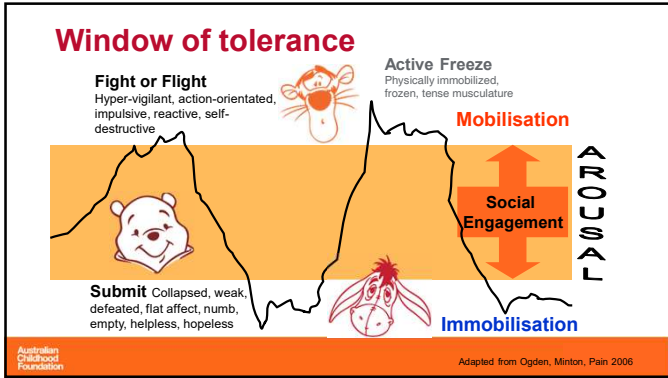 Window of tolerance
Fight or Flight
Hyper-vigilant, action-orientated,
impulsive, reactive, self-
destructive
Active Freeze
Physically immobilized,
frozen, tense musculature
Mobilisation
Social
Engagement
AROUSAL
Submit Collapsed, weak,
defeated, flat affect, numb,
empty, helpless, hopeless
Immobilisation
Australian
Childhood
Foundation
Adapted from Ogden, Minton, Pain 2006